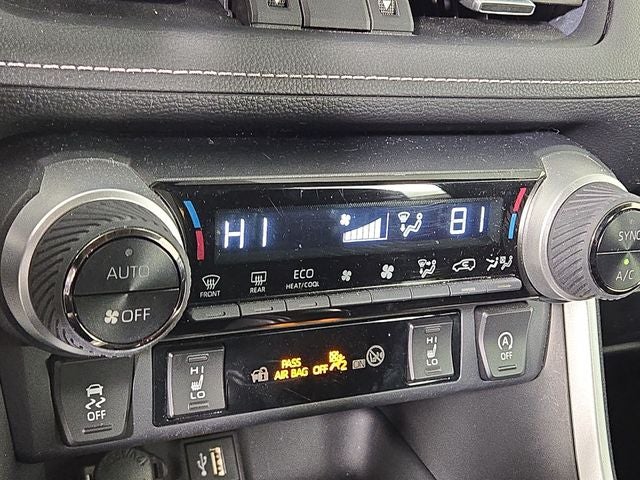 HI 81
AUTO
OFF
SYNC
A/C
FRONT
REAR
ECO
HEAT/COOL
PASS
AIR BAG OFF 2
HI
LO
HI
LO
A
OFF
OFF